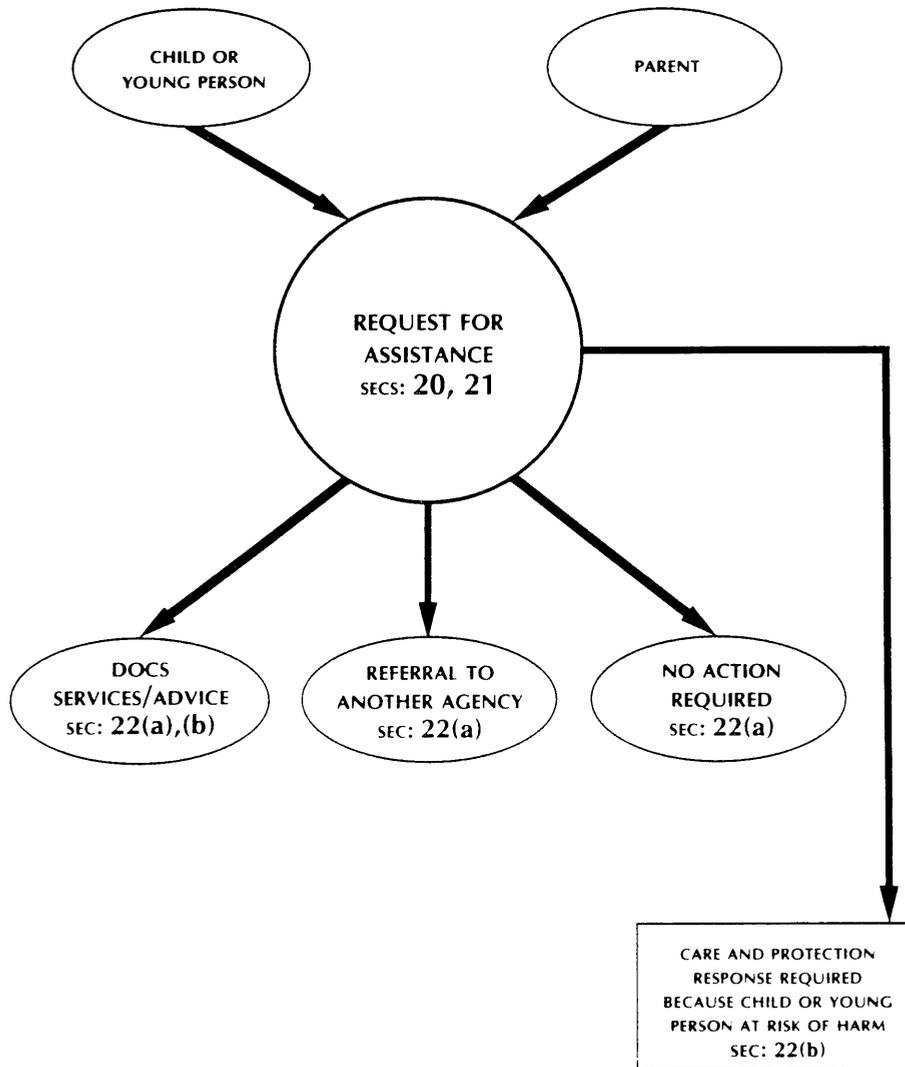 CHILD OR
YOUNG PERSON
PARENT
REQUEST FOR
ASSISTANCE
SECS: 20, 21
DOCS
SERVICES/ADVICE
SEC: 22(a),(b)
REFERRAL TO
ANOTHER AGENCY
SEC: 22(a)
NO ACTION
REQUIRED
SEC: 22(a)
CARE AND PROTECTION
RESPONSE REQUIRED
BECAUSE CHILD OR YOUNG
PERSON AT RISK OF HARM
SEC: 22(b)